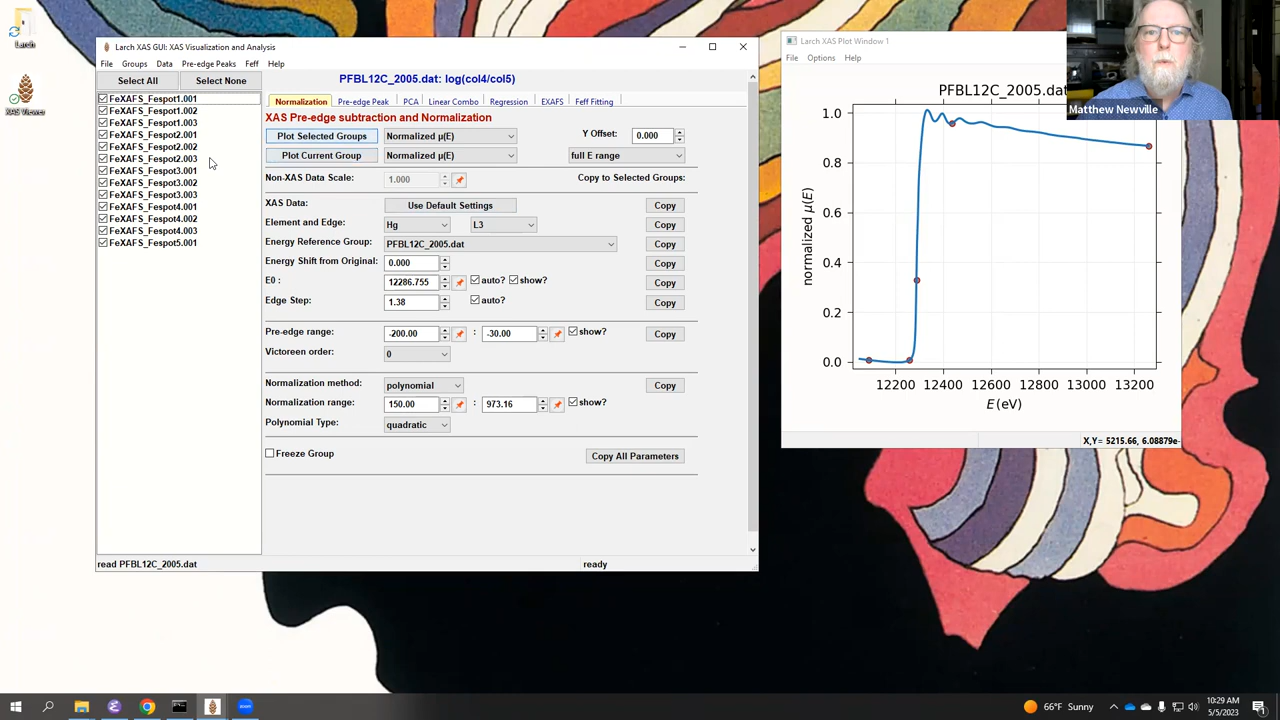 Larch
XAS Viewer
Larch XAS GUI: XAS Visualization and Analysis
File Groups Data Pre-edge Peaks Feff Help
Select All Select None
FeXAFS_Fespot1.001
FeXAFS_Fespot1.002
FeXAFS_Fespot1.003
FeXAFS_Fespot2.001
FeXAFS_Fespot2.002
FeXAFS_Fespot2.003
FeXAFS_Fespot3.001
FeXAFS_Fespot3.002
FeXAFS_Fespot3.003
FeXAFS_Fespot4.001
FeXAFS_Fespot4.002
FeXAFS_Fespot4.003
FeXAFS_Fespot5.001
PFBL12C_2005.dat: log(col4/col5)
Normalization Pre-edge Peak PCA Linear Combo Regression EXAFS Feff Fitting
XAS Pre-edge subtraction and Normalization
Plot Selected Groups Normalized μ(E) Y Offset: 0.000
Plot Current Group Normalized μ(E) full E range
Non-XAS Data Scale: 1.000 Copy to Selected Groups:
XAS Data: Use Default Settings Copy
Element and Edge: Hg L3 Copy
Energy Reference Group: PFBL12C_2005.dat Copy
Energy Shift from Original: 0.000 Copy
E0 : 12286.755 auto? show? Copy
Edge Step: 1.38 auto? Copy
Pre-edge range: -200.00 : -30.00 show? Copy
Victoreen order: 0
Normalization method: polynomial Copy
Normalization range: 150.00 : 973.16 show?
Polynomial Type: quadratic
Freeze Group Copy All Parameters
read PFBL12C_2005.dat ready
Larch XAS Plot Window 1
File Options Help
PFBL12C_2005.dat
Matthew Newville
1.0
0.8
0.6
0.4
0.2
0.0
normalized μ(E)
12200 12400 12600 12800 13000 13200
E (eV)
X,Y= 5215.66, 6.08879e-
66°F Sunny
10:29 AM
5/5/2023
1